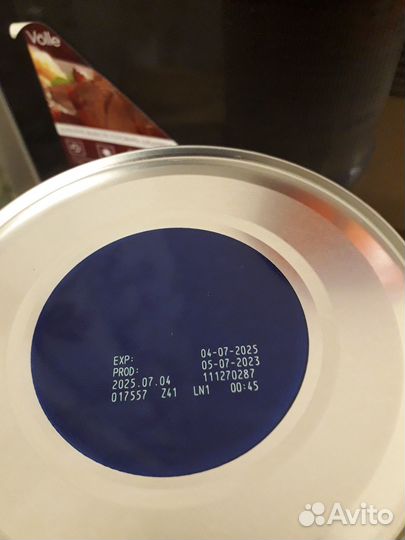 Volle
EXP: 04-07-2025
PROD: 05-07-2023
2025.07.04 111270287
017557 Z41 LN1 00:45
Avito